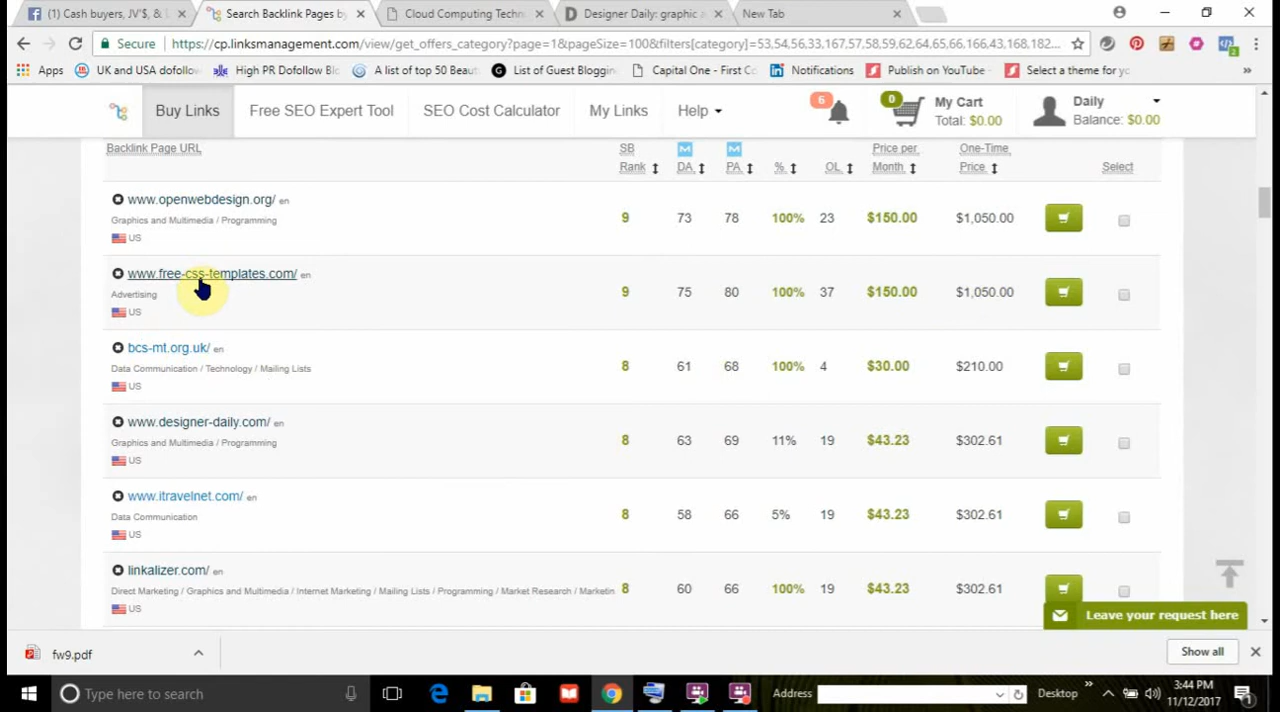 (1) Cash buyers, JV'$, &
Search Backlink Pages by
Cloud Computing Techn
Designer Daily: graphic a
New Tab
Secure
https://cp.linksmanagement.com/view/get_offers_category?page=1&pageSize=100&filters[category]=53,54,56,33,167,57,58,59,62,64,65,66,166,43,168,182...
Apps
UK and USA dofollow
High PR Dofollow Blo
A list of top 50 Beaut
List of Guest Bloggin
Capital One - First Co
Notifications
Publish on YouTube -
Select a theme for yo
»
Buy Links
Free SEO Expert Tool
SEO Cost Calculator
My Links
Help
6
0
My Cart
Total: $0.00
Daily
Balance: $0.00
Backlink Page URL
SB Rank
M DA
M PA
%
OL
Price per Month
One-Time Price
Select
www.openwebdesign.org/ en
9 73 78 100% 23 $150.00 $1,050.00
Graphics and Multimedia / Programming
US
www.free-css-templates.com/ en
9 75 80 100% 37 $150.00 $1,050.00
Advertising
US
bcs-mt.org.uk/ en
8 61 68 100% 4 $30.00 $210.00
Data Communication / Technology / Mailing Lists
US
www.designer-daily.com/ en
8 63 69 11% 19 $43.23 $302.61
Graphics and Multimedia / Programming
US
www.itravelnet.com/ en
8 58 66 5% 19 $43.23 $302.61
Data Communication
US
linkalizer.com/ en
8 60 66 100% 19 $43.23 $302.61
Direct Marketing / Graphics and Multimedia / Internet Marketing / Mailing Lists / Programming / Market Research / Marketin
US
Leave your request here
fw9.pdf
Show all
Type here to search
Address
Desktop
»
3:44 PM
11/12/2017
1